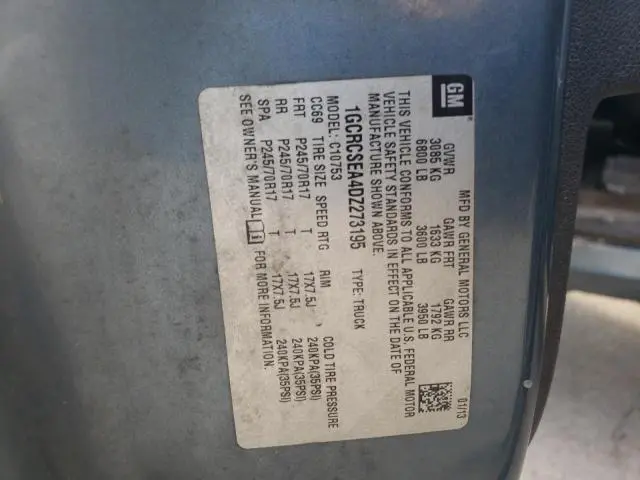 GM
MFD BY GENERAL MOTORS LLC
01/13
GVWR GAWR FRT GAWR RR
3085 KG 1633 KG 1792 KG
6800 LB 3600 LB 3950 LB
THIS VEHICLE CONFORMS TO ALL APPLICABLE U.S. FEDERAL MOTOR
VEHICLE SAFETY STANDARDS IN EFFECT ON THE DATE OF
MANUFACTURE SHOWN ABOVE.
1GCRCSEA4DZ273195 TYPE: TRUCK
MODEL: C10753
CC69 TIRE SIZE SPEED RTG RIM COLD TIRE PRESSURE
FRT P245/70R17 T 17X7.5J 240KPA(35PSI)
RR P245/70R17 T 17X7.5J 240KPA(35PSI)
SPA P245/70R17 T 17X7.5J 240KPA(35PSI)
SEE OWNER'S MANUAL FOR MORE INFORMATION.